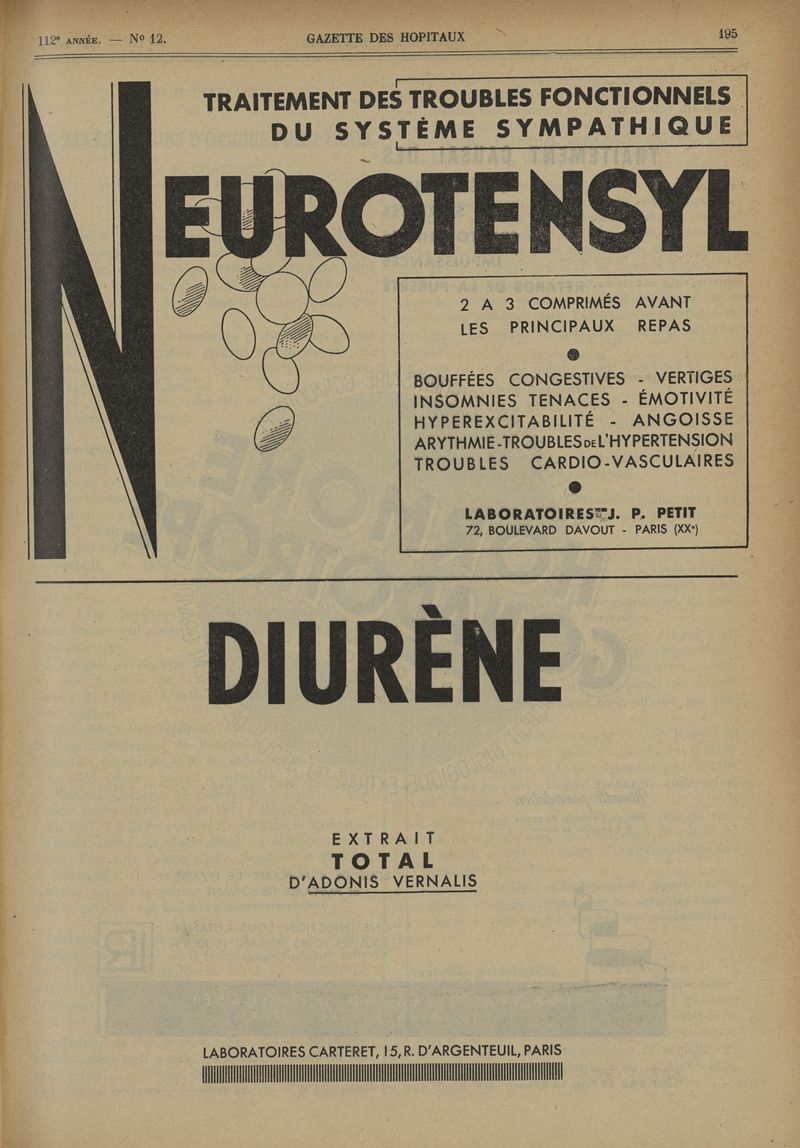 112e ANNÉE. — No 12.
GAZETTE DES HOPITAUX
195
TRAITEMENT DES TROUBLES FONCTIONNELS
DU SYSTÈME SYMPATHIQUE
NEUROTENSYL
2 A 3 COMPRIMÉS AVANT
LES PRINCIPAUX REPAS
BOUFFÉES CONGESTIVES - VERTIGES
INSOMNIES TENACES - ÉMOTIVITÉ
HYPEREXCITABILITÉ - ANGOISSE
ARYTHMIE-TROUBLES DE L'HYPERTENSION
TROUBLES CARDIO-VASCULAIRES
LABORATOIRES J. P. PETIT
72, BOULEVARD DAVOUT - PARIS (XXe)
DIURÈNE
EXTRAIT
TOTAL
D'ADONIS VERNALIS
LABORATOIRES CARTERET, 15, R. D'ARGENTEUIL, PARIS